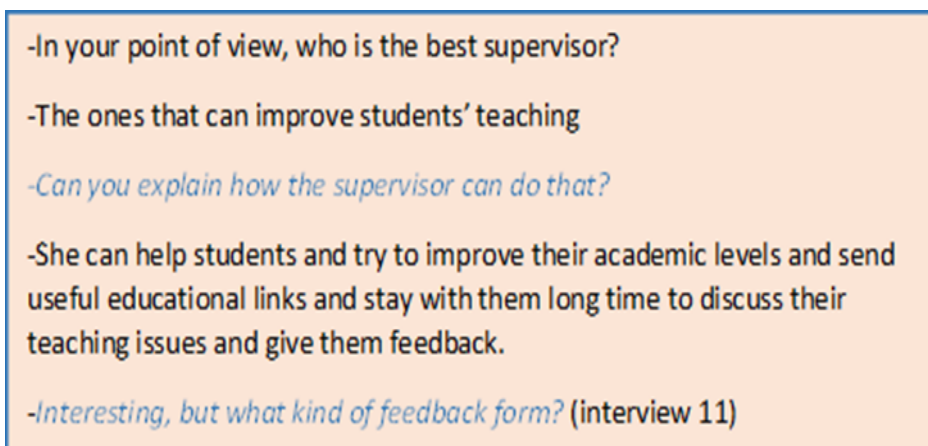 -In your point of view, who is the best supervisor?
-The ones that can improve students' teaching
-Can you explain how the supervisor can do that?
-She can help students and try to improve their academic levels and send
useful educational links and stay with them long time to discuss their
teaching issues and give them feedback.
-Interesting, but what kind of feedback form? (interview 11)